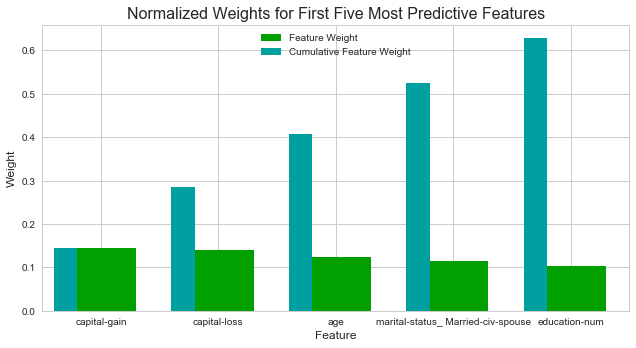 Normalized Weights for First Five Most Predictive Features
Feature Weight
Cumulative Feature Weight
Weight
0.6
0.5
0.4
0.3
0.2
0.1
0.0
capital-gain capital-loss age marital-status_ Married-civ-spouse education-num
Feature